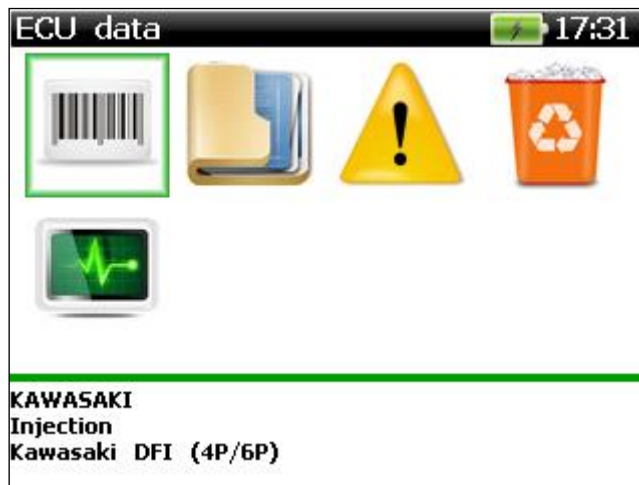 ECU data 17:31
KAWASAKI
Injection
Kawasaki DFI (4P/6P)